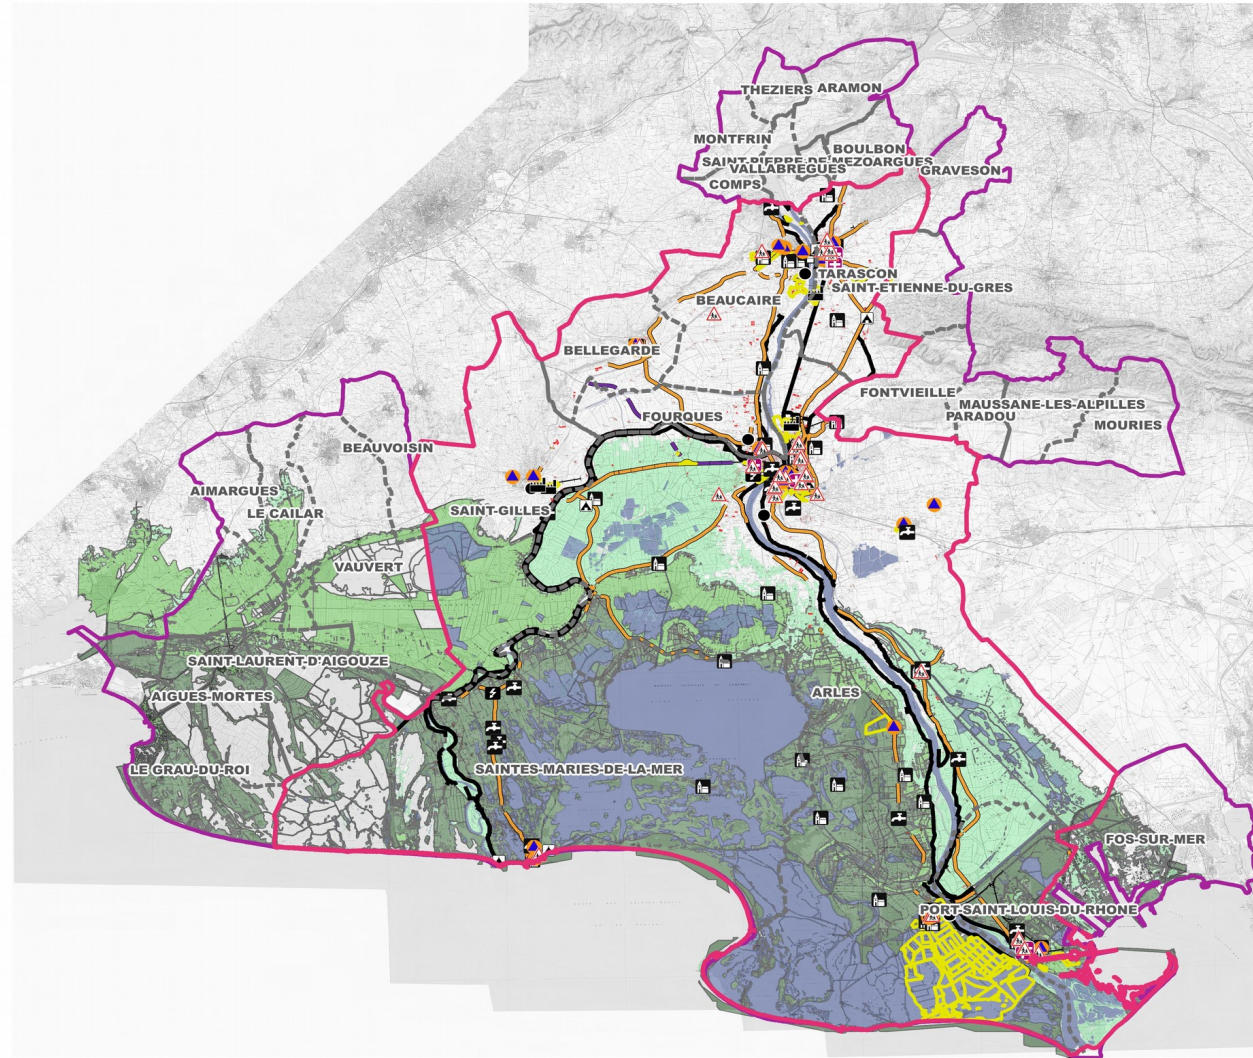 THEZIERS
ARAMON
MONTFRIN
BOULBON
SAINT-PIERRE-DE-MEZOARGUES
VALLABREGUES
GRAVESON
COMPS
TARASCON
SAINT-ETIENNE-DU-GRES
BEAUCAIRE
BELLEGARDE
FONTVIEILLE
MAUSSANE-LES-ALPILLES
PARADOU
FOURQUES
MOURIES
BEAUVOISIN
AIMARGUES
LE CAILAR
SAINT-GILLES
VAUVERT
SAINT-LAURENT-D'AIGOUZE
AIGUES-MORTES
ARLES
LE GRAU-DU-ROI
SAINTES-MARIES-DE-LA-MER
FOS-SUR-MER
PORT-SAINT-LOUIS-DU-RHONE